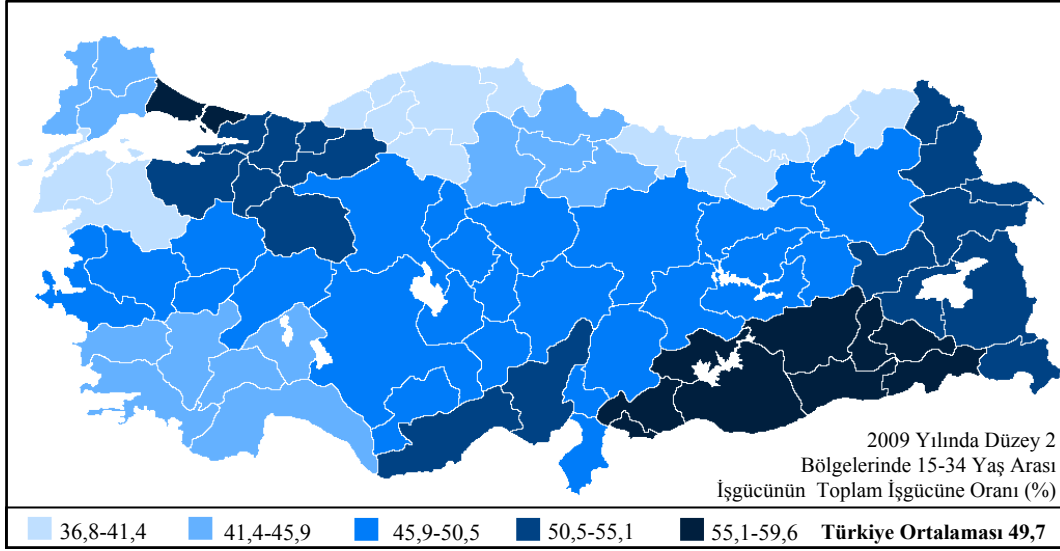 2009 Yılında Düzey 2
Bölgelerinde 15-34 Yaş Arası
İşgücünün Toplam İşgücüne Oranı (%)
36,8-41,4 41,4-45,9 45,9-50,5 50,5-55,1 55,1-59,6 Türkiye Ortalaması 49,7